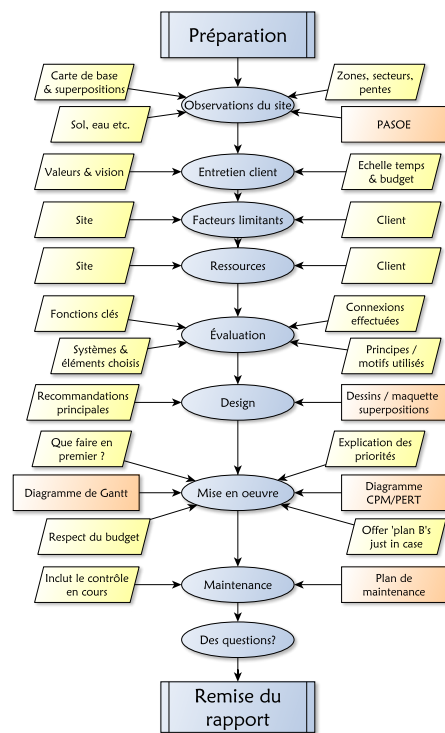 Préparation
Carte de base
& superpositions
Zones, secteurs,
pentes
Observations du site
Sol, eau etc.
PASOE
Valeurs & vision
Entretien client
Echelle temps
& budget
Site
Facteurs limitants
Client
Site
Ressources
Client
Fonctions clés
Connexions
effectuées
Évaluation
Systèmes &
éléments choisis
Principes /
motifs utilisés
Recommandations
principales
Design
Dessins / maquette
superpositions
Que faire en
premier ?
Explication des
priorités
Diagramme de Gantt
Mise en oeuvre
Diagramme
CPM/PERT
Respect du budget
Offer 'plan B's
just in case
Inclut le contrôle
en cours
Maintenance
Plan de
maintenance
Des questions?
Remise du
rapport